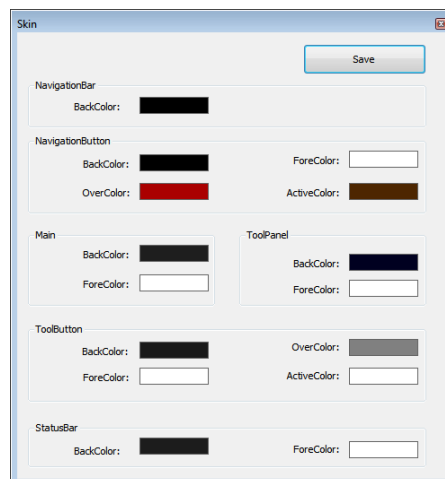 Skin
Save
NavigationBar
BackColor:
NavigationButton
BackColor: ForeColor:
OverColor: ActiveColor:
Main ToolPanel
BackColor: BackColor:
ForeColor: ForeColor:
ToolButton
BackColor: OverColor:
ForeColor: ActiveColor:
StatusBar
BackColor: ForeColor: